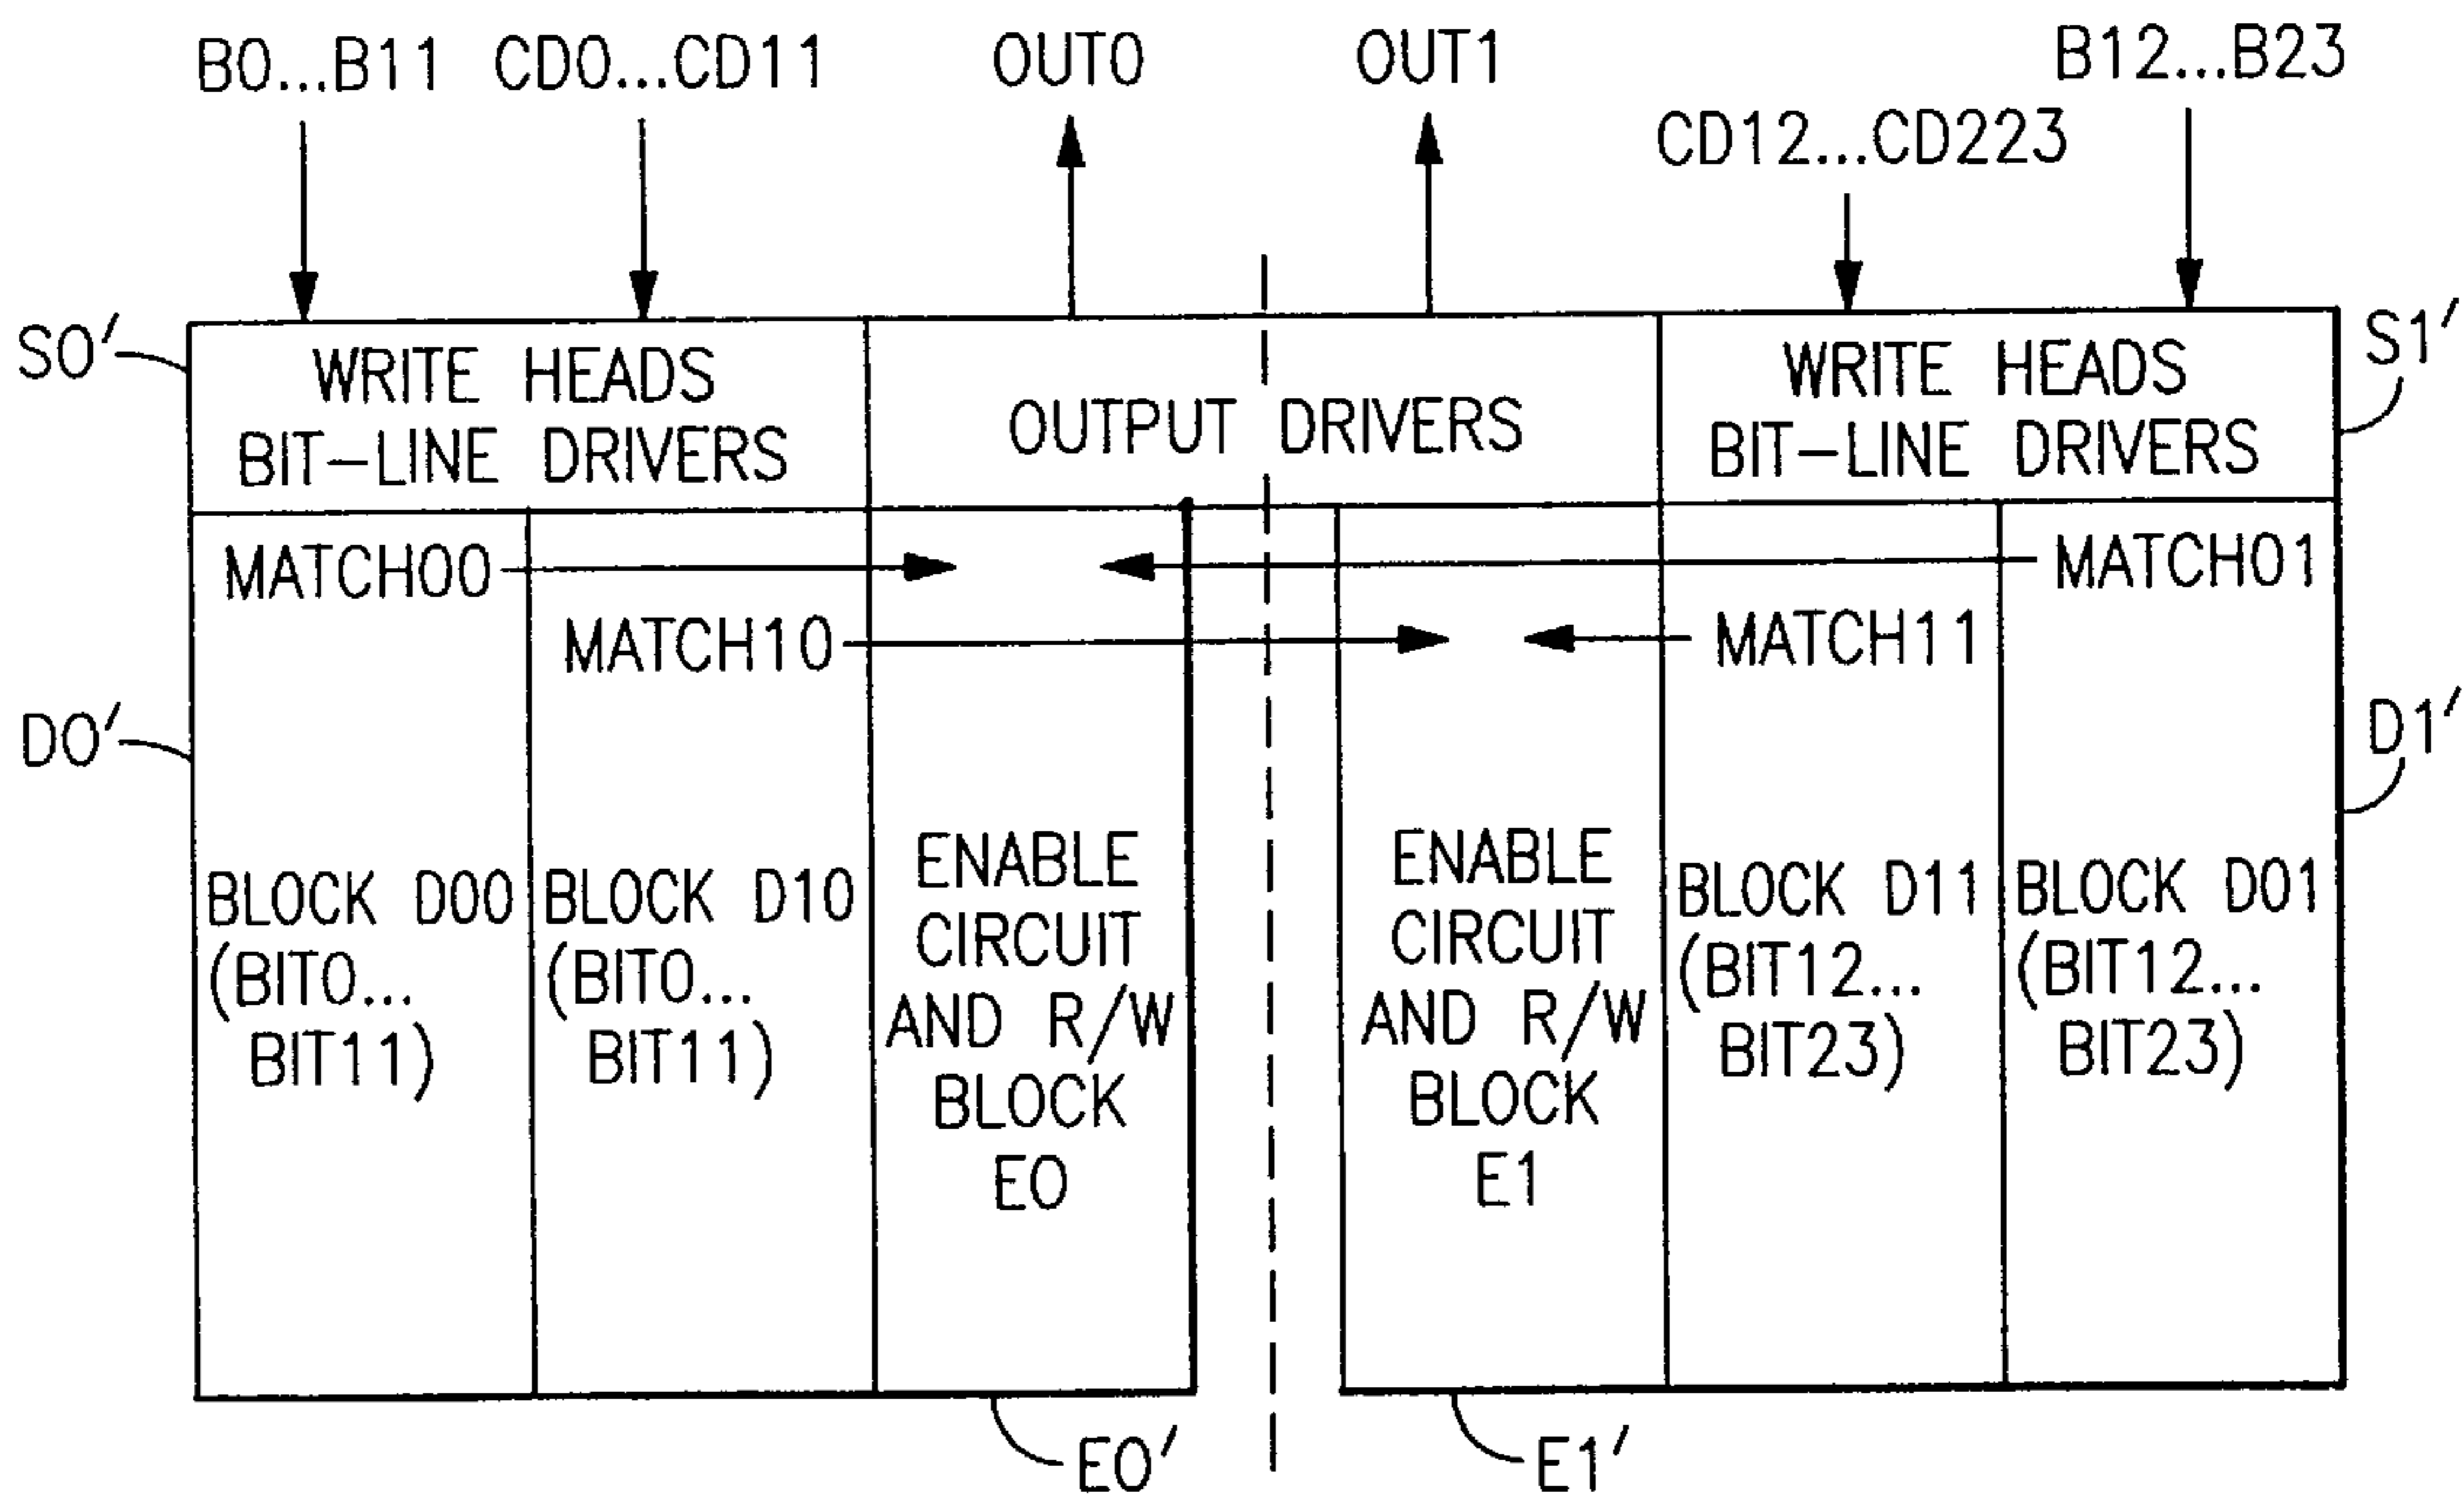 B0...B11
CD0...CD11
OUT0
OUT1
CD12...CD223
B12...B23
S0'
WRITE HEADS
BIT-LINE DRIVERS
OUTPUT DRIVERS
WRITE HEADS
BIT-LINE DRIVERS
S1'
MATCH00
MATCH01
MATCH10
MATCH11
D0'
D1'
BLOCK D00
(BIT0...
BIT11)
BLOCK D10
(BIT0...
BIT11)
ENABLE
CIRCUIT
AND R/W
BLOCK
E0
ENABLE
CIRCUIT
AND R/W
BLOCK
E1
BLOCK D11
(BIT12...
BIT23)
BLOCK D01
(BIT12...
BIT23)
E0'
E1'